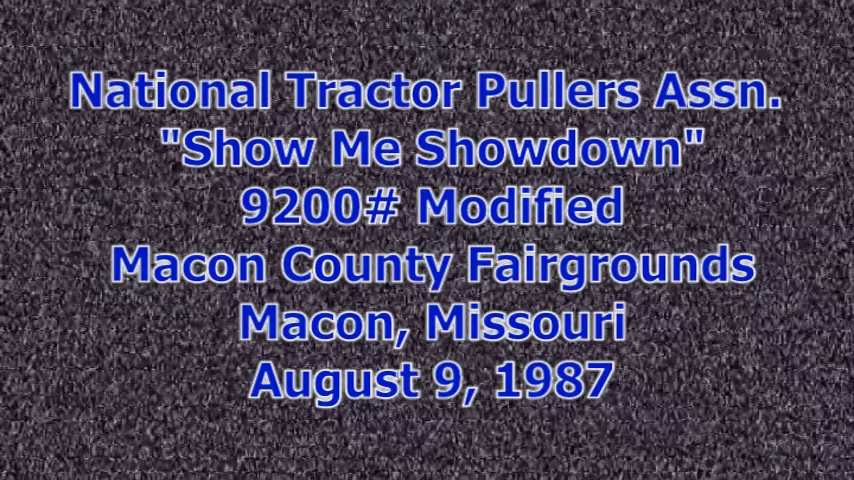 National Tractor Pullers Assn.
"Show Me Showdown"
9200# Modified
Macon County Fairgrounds
Macon, Missouri
August 9, 1987